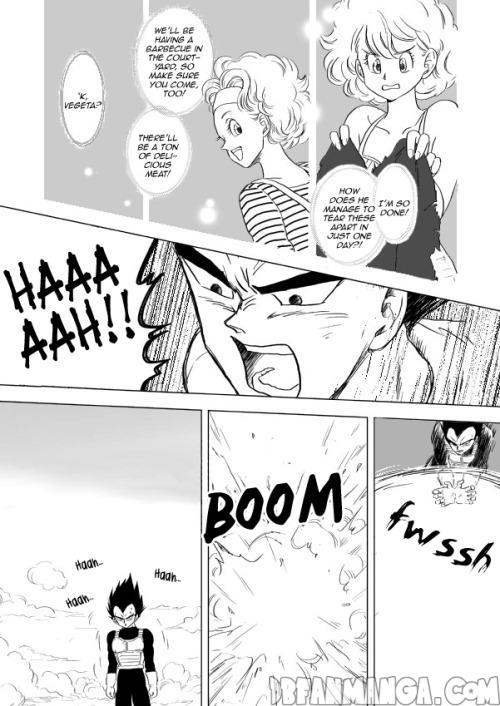 I'M SO
DONE!
HOW
DOES HE
MANAGE TO
TEAR THESE
APART IN
JUST ONE
DAY?!
WE'LL BE
HAVING A
BARBECUE IN
THE COURT-
YARD, SO
MAKE SURE
YOU COME,
TOO!
THERE'LL
BE A TON
OF DELI-
CIOUS
MEAT!
'K,
VEGETA?
HAAA
AAH!!
fwssh
BOOM
Haah..
Haah...
Haah..
DBFANMANGA.COM